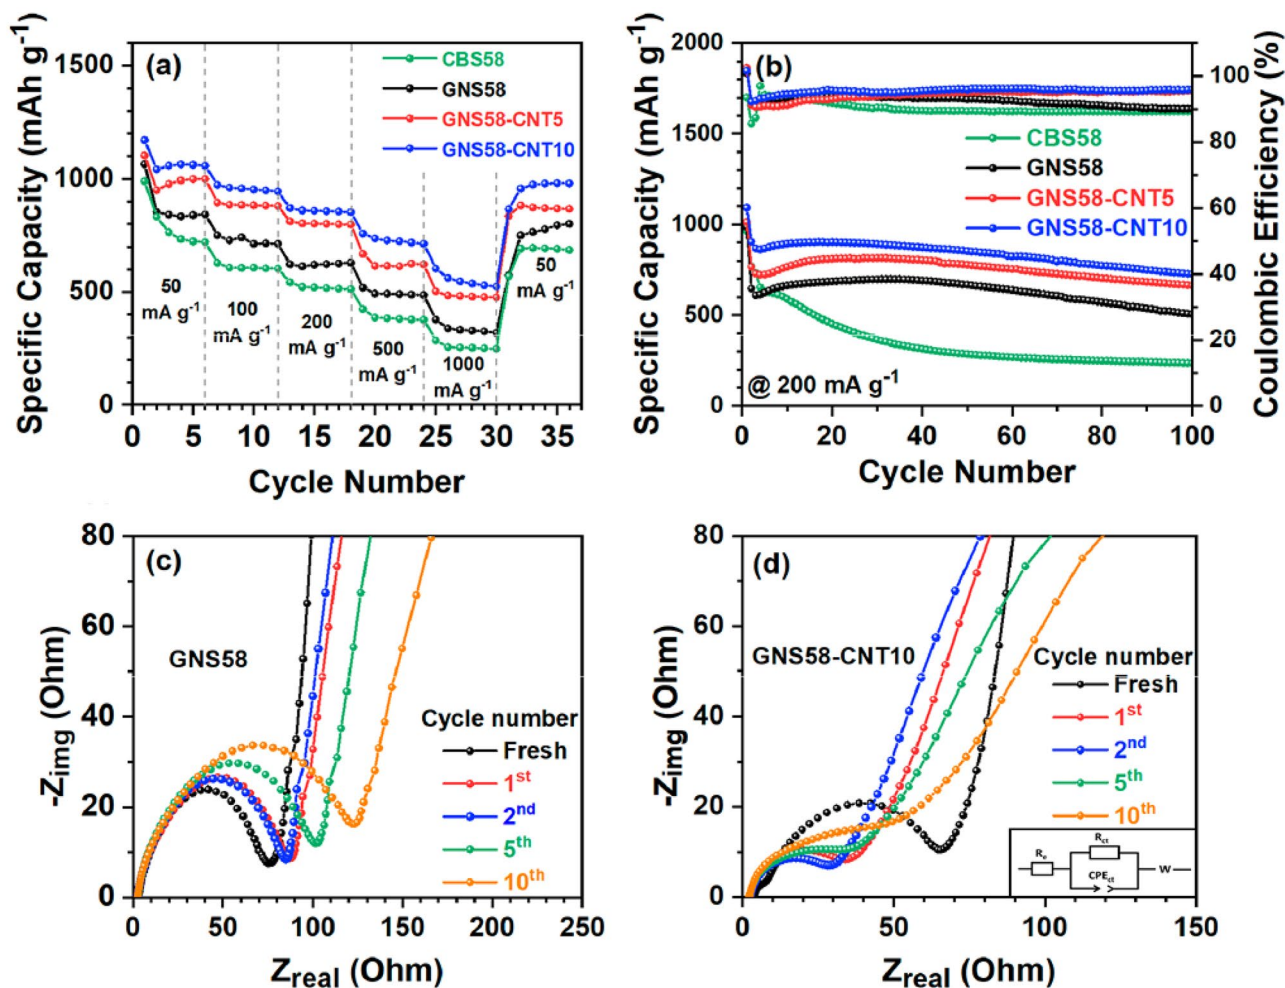 (a)
Specific Capacity (mAh g⁻¹)
1500
1000
500
0
CBS58
GNS58
GNS58-CNT5
GNS58-CNT10
50
mA g⁻¹
100
mA g⁻¹
200
mA g⁻¹
500
mA g⁻¹
1000
mA g⁻¹
50
mA g⁻¹
0 5 10 15 20 25 30 35
Cycle Number
(b)
Specific Capacity (mAh g⁻¹)
2000
1500
1000
500
0
CBS58
GNS58
GNS58-CNT5
GNS58-CNT10
@ 200 mA g⁻¹
100
80
60
40
20
0
Coulombic Efficiency (%)
0 20 40 60 80 100
Cycle Number
(c)
-Zimg (Ohm)
80
60
40
20
0
GNS58
Cycle number
Fresh
1st
2nd
5th
10th
0 50 100 150 200 250
Zreal (Ohm)
(d)
-Zimg (Ohm)
80
60
40
20
0
GNS58-CNT10
Cycle number
Fresh
1st
2nd
5th
10th
Rct
CPEct
W
0 50 100 150
Zreal (Ohm)